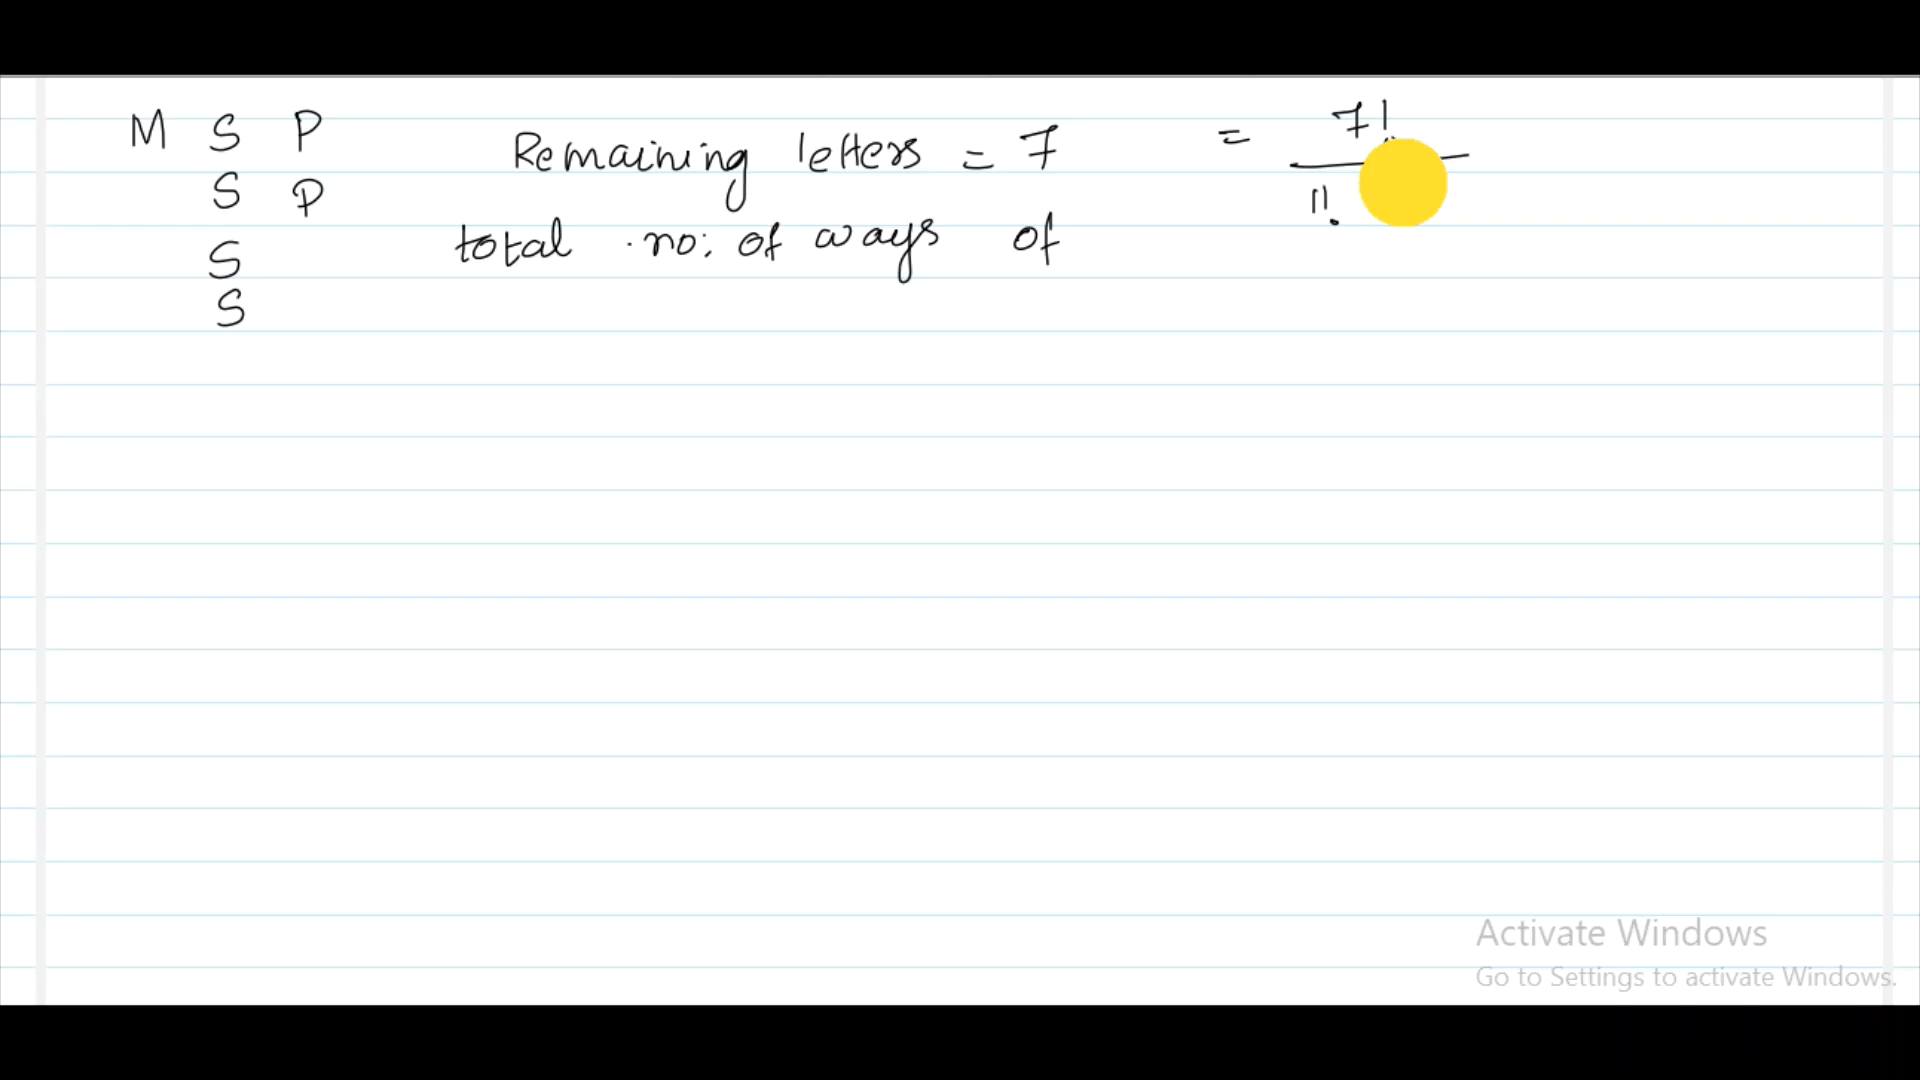 M S P
S P
S
S
Remaining letters = 7
total no: of ways of
= 7!
1!
Activate Windows
Go to Settings to activate Windows.